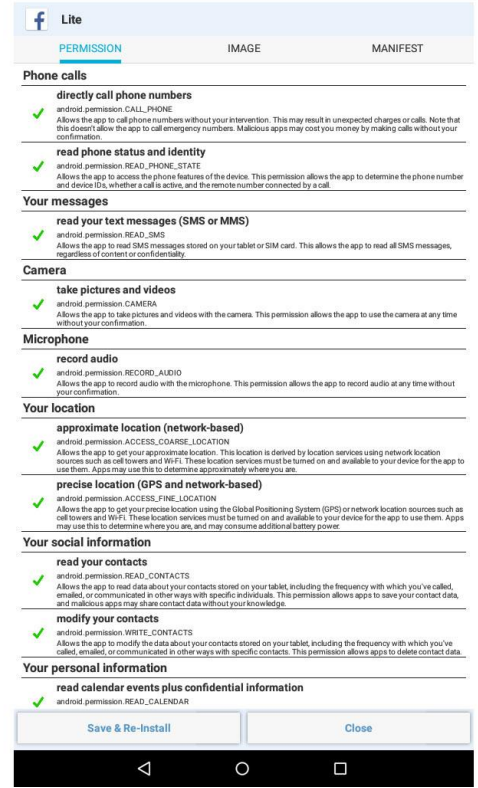 f Lite
PERMISSION IMAGE MANIFEST
Phone calls
directly call phone numbers
android.permission.CALL_PHONE
Allows the app to call phone numbers without your intervention. This may result in unexpected charges or calls. Note that
this doesn't allow the app to call emergency numbers. Malicious apps may cost you money by making calls without your
confirmation.
read phone status and identity
android.permission.READ_PHONE_STATE
Allows the app to access the phone features of the device. This permission allows the app to determine the phone number
and device IDs, whether a call is active, and the remote number connected by a call.
Your messages
read your text messages (SMS or MMS)
android.permission.READ_SMS
Allows the app to read SMS messages stored on your tablet or SIM card. This allows the app to read all SMS messages,
regardless of content or confidentiality.
Camera
take pictures and videos
android.permission.CAMERA
Allows the app to take pictures and videos with the camera. This permission allows the app to use the camera at any time
without your confirmation.
Microphone
record audio
android.permission.RECORD_AUDIO
Allows the app to record audio with the microphone. This permission allows the app to record audio at any time without
your confirmation.
Your location
approximate location (network-based)
android.permission.ACCESS_COARSE_LOCATION
Allows the app to get your approximate location. This location is derived by location services using network location
sources such as cell towers and Wi-Fi. These location services must be turned on and available to your device for the app to
use them. Apps may use this to determine approximately where you are.
precise location (GPS and network-based)
android.permission.ACCESS_FINE_LOCATION
Allows the app to get your precise location using the Global Positioning System (GPS) or network location sources such as
cell towers and Wi-Fi. These location services must be turned on and available to your device for the app to use them. Apps
may use this to determine where you are, and may consume additional battery power.
Your social information
read your contacts
android.permission.READ_CONTACTS
Allows the app to read data about your contacts stored on your tablet, including the frequency with which you've called,
emailed, or communicated in other ways with specific individuals. This permission allows apps to save your contact data,
and malicious apps may share contact data without your knowledge.
modify your contacts
android.permission.WRITE_CONTACTS
Allows the app to modify the data about your contacts stored on your tablet, including the frequency with which you've
called, emailed, or communicated in other ways with specific contacts. This permission allows apps to delete contact data.
Your personal information
read calendar events plus confidential information
android.permission.READ_CALENDAR
Save & Re-Install Close